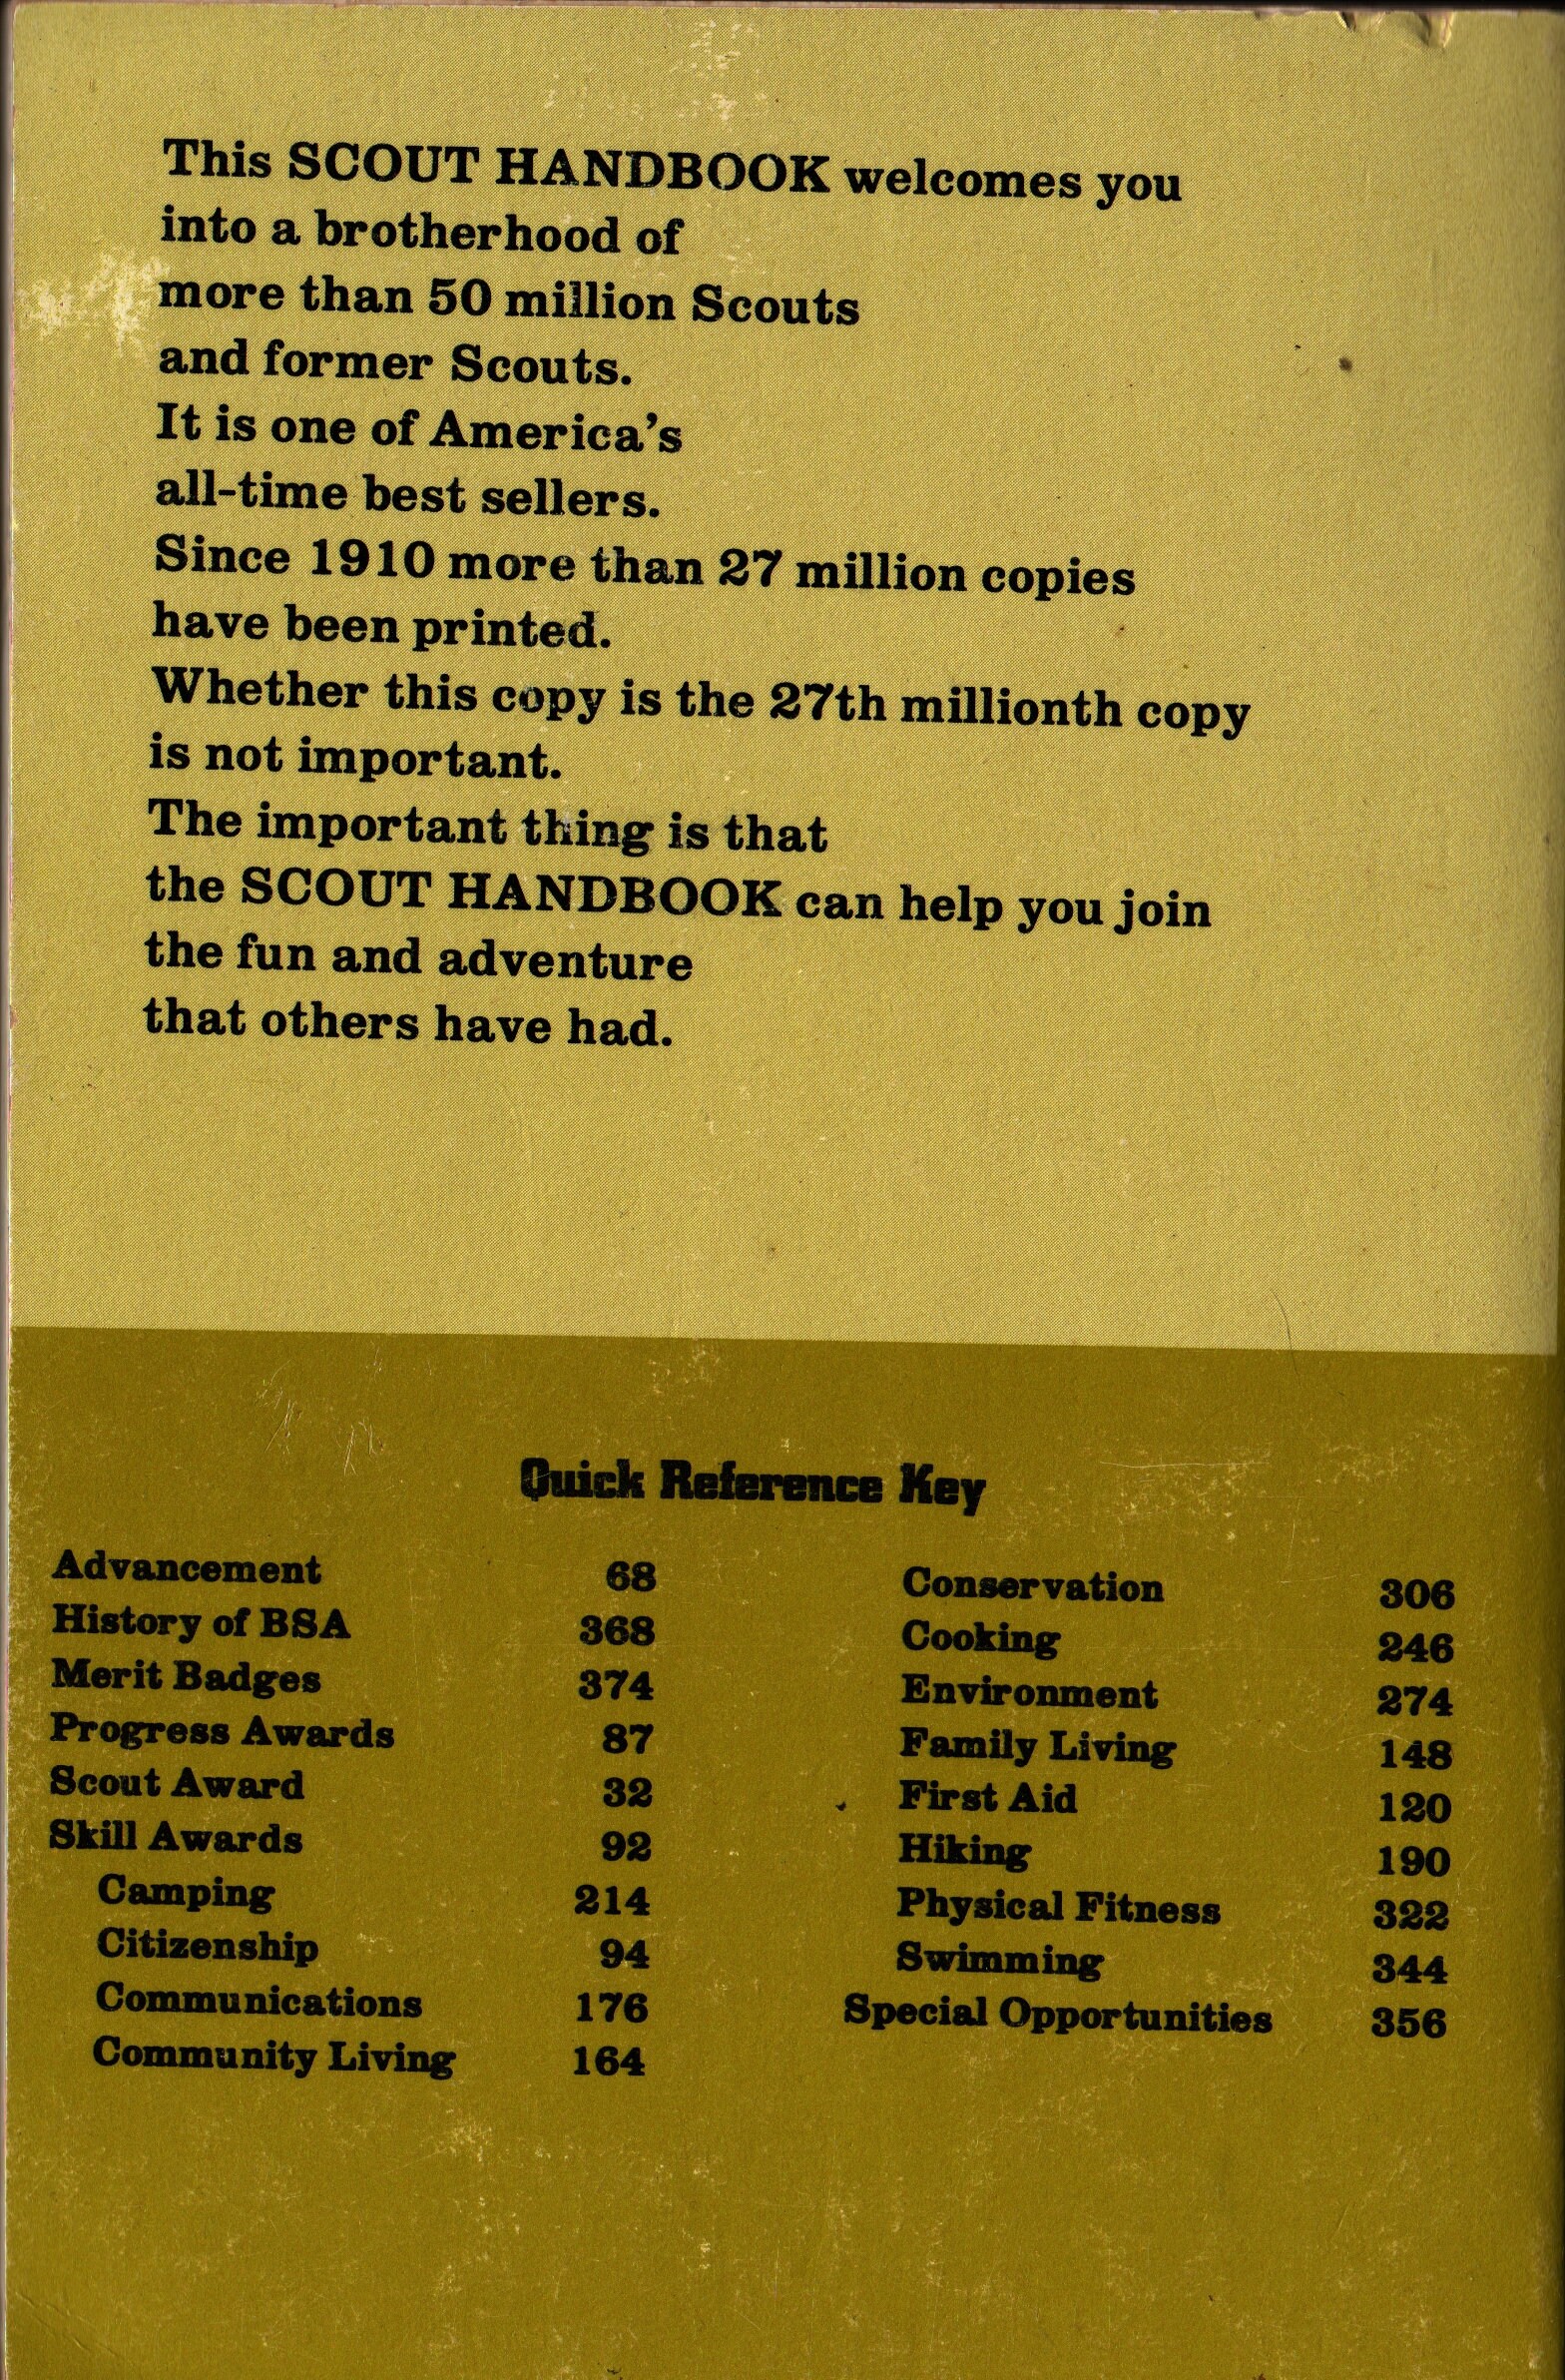 This SCOUT HANDBOOK welcomes you
into a brotherhood of
more than 50 million Scouts
and former Scouts.
It is one of America's
all-time best sellers.
Since 1910 more than 27 million copies
have been printed.
Whether this copy is the 27th millionth copy
is not important.
The important thing is that
the SCOUT HANDBOOK can help you join
the fun and adventure
that others have had.
Quick Reference Key
Advancement 68
History of BSA 368
Merit Badges 374
Progress Awards 87
Scout Award 32
Skill Awards 92
Camping 214
Citizenship 94
Communications 176
Community Living 164
Conservation 306
Cooking 246
Environment 274
Family Living 148
First Aid 120
Hiking 190
Physical Fitness 322
Swimming 344
Special Opportunities 356